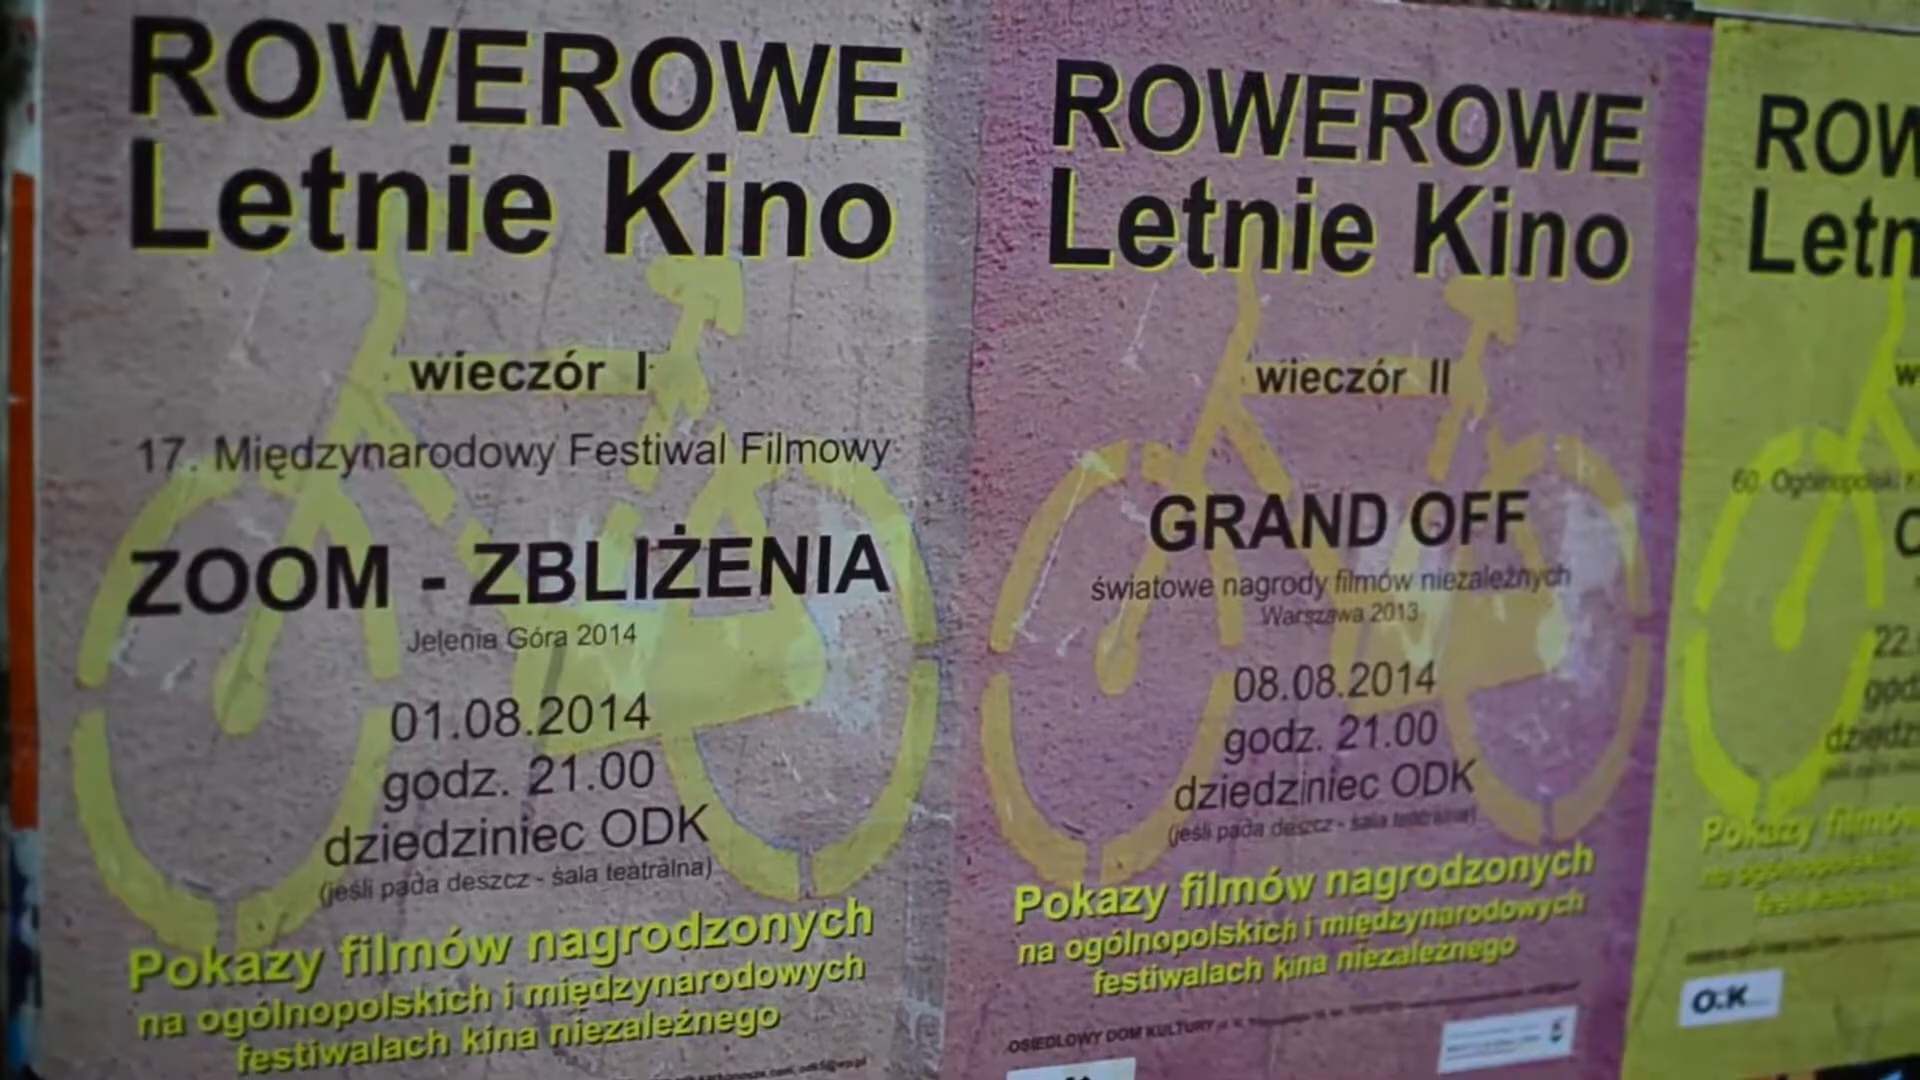 ROWEROWE
Letnie Kino
wieczór I
17. Międzynarodowy Festiwal Filmowy
ZOOM - ZBLIŻENIA
Jelenia Góra 2014
01.08.2014
godz. 21.00
dziedziniec ODK
(jeśli pada deszcz - sala teatralna)
Pokazy filmów nagrodzonych
na ogólnopolskich i międzynarodowych
festiwalach kina niezależnego
ROWEROWE
Letnie Kino
wieczór II
GRAND OFF
światowe nagrody filmów niezależnych
Warszawa 2013
08.08.2014
godz. 21.00
dziedziniec ODK
(jeśli pada deszcz - sala teatralna)
Pokazy filmów nagrodzonych
na ogólnopolskich i międzynarodowych
festiwalach kina niezależnego
OSIEDLOWY DOM KULTURY
ROW
Letn
w
60. Ogólnopolski
22.
godz
Pokazy filmów
O.K